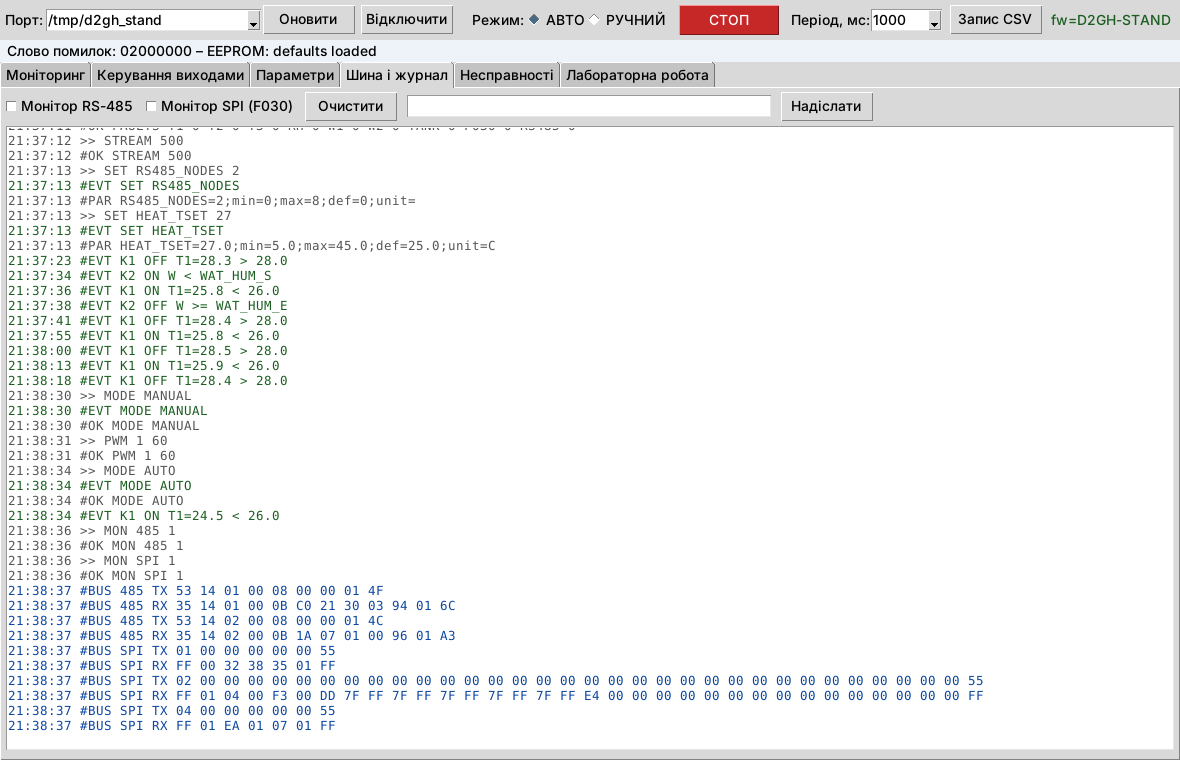 Порт: /tmp/d2gh_stand Оновити Відключити Режим: АВТО РУЧНИЙ СТОП Період, мс: 1000 Запис CSV fw=D2GH-STAND
Слово помилок: 02000000 – EEPROM: defaults loaded
Моніторинг Керування виходами Параметри Шина і журнал Несправності Лабораторна робота
Монітор RS-485 Монітор SPI (F030) Очистити Надіслати
21:37:12 >> STREAM 500
21:37:12 #OK STREAM 500
21:37:13 >> SET RS485_NODES 2
21:37:13 #EVT SET RS485_NODES
21:37:13 #PAR RS485_NODES=2;min=0;max=8;def=0;unit=
21:37:13 >> SET HEAT_TSET 27
21:37:13 #EVT SET HEAT_TSET
21:37:13 #PAR HEAT_TSET=27.0;min=5.0;max=45.0;def=25.0;unit=C
21:37:23 #EVT K1 OFF T1=28.3 > 28.0
21:37:34 #EVT K2 ON W < WAT_HUM_S
21:37:36 #EVT K1 ON T1=25.8 < 26.0
21:37:38 #EVT K2 OFF W >= WAT_HUM_E
21:37:41 #EVT K1 OFF T1=28.4 > 28.0
21:37:55 #EVT K1 ON T1=25.8 < 26.0
21:38:00 #EVT K1 OFF T1=28.5 > 28.0
21:38:13 #EVT K1 ON T1=25.9 < 26.0
21:38:18 #EVT K1 OFF T1=28.4 > 28.0
21:38:30 >> MODE MANUAL
21:38:30 #EVT MODE MANUAL
21:38:30 #OK MODE MANUAL
21:38:31 >> PWM 1 60
21:38:31 #OK PWM 1 60
21:38:34 >> MODE AUTO
21:38:34 #EVT MODE AUTO
21:38:34 #OK MODE AUTO
21:38:34 #EVT K1 ON T1=24.5 < 26.0
21:38:36 >> MON 485 1
21:38:36 #OK MON 485 1
21:38:36 >> MON SPI 1
21:38:36 #OK MON SPI 1
21:38:37 #BUS 485 TX 53 14 01 00 08 00 00 01 4F
21:38:37 #BUS 485 RX 35 14 01 00 0B C0 21 30 03 94 01 6C
21:38:37 #BUS 485 TX 53 14 02 00 08 00 00 01 4C
21:38:37 #BUS 485 RX 35 14 02 00 0B 1A 07 01 00 96 01 A3
21:38:37 #BUS SPI TX 01 00 00 00 00 00 55
21:38:37 #BUS SPI RX FF 00 32 38 35 01 FF
21:38:37 #BUS SPI TX 02 00 00 00 00 00 00 00 00 00 00 00 00 00 00 00 00 00 00 00 00 00 00 00 00 00 00 00 00 00 00 00 00 55
21:38:37 #BUS SPI RX FF 01 04 00 F3 00 DD 7F FF 7F FF 7F FF 7F FF 7F FF E4 00 00 00 00 00 00 00 00 00 00 00 00 00 00 00 FF
21:38:37 #BUS SPI TX 04 00 00 00 00 00 55
21:38:37 #BUS SPI RX FF 01 EA 01 07 01 FF